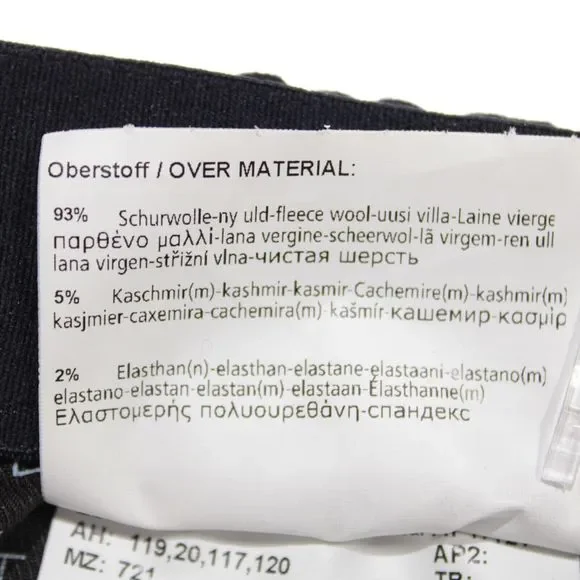 Oberstoff / OVER MATERIAL:
93% Schurwolle-ny uld-fleece wool-uusi villa-Laine vierge
παρθένο μαλλί-lana vergine-scheerwol-lã virgem-ren ull
lana virgen-střižní vlna-чистая шерсть
5% Kaschmir(m)-kashmir-kasmir-Cachemire(m)-kashmir(m)
kasjmier-caxemira-cachemira(m)-kašmír-кашемир-κασμίρ
2% Elasthan(n)-elasthan-elastane-elastaani-elastano(m)
elastano-elastan-elastan(m)-elastaan-Élasthanne(m)
Ελαστομερής πολυουρεθάνη-спандекс
AH: 119,20,117,120
AP2:
MZ: 721